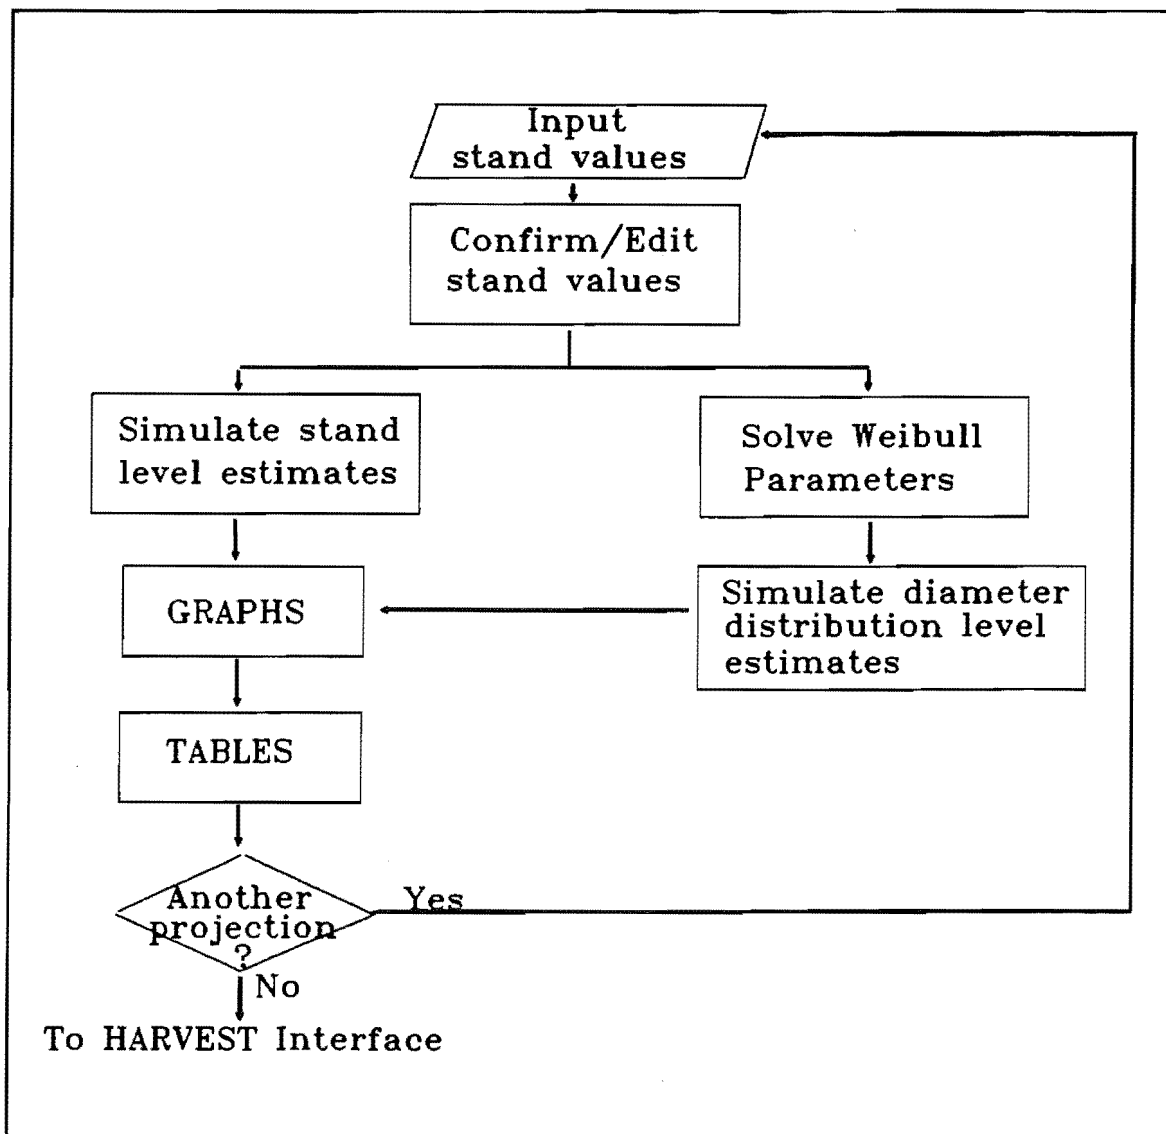 Input
stand values
Confirm/Edit
stand values
Simulate stand
level estimates
Solve Weibull
Parameters
GRAPHS
Simulate diameter
distribution level
estimates
TABLES
Another
projection
?
Yes
No
To HARVEST Interface